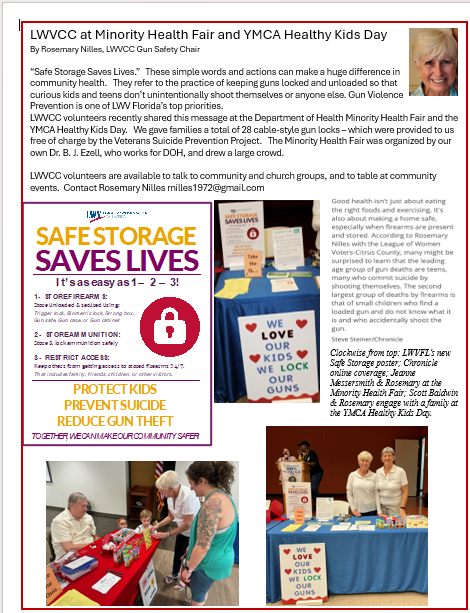 LWVCC at Minority Health Fair and YMCA Healthy Kids Day
By Rosemary Nilles, LWVCC Gun Safety Chair
“Safe Storage Saves Lives.” These simple words and actions can make a huge difference in
community health. They refer to the practice of keeping guns locked and unloaded so that
curious kids and teens don’t unintentionally shoot themselves or anyone else. Gun Violence
Prevention is one of LWV Florida’s top priorities.
LWVCC volunteers recently shared this message at the Department of Health Minority Health Fair and the
YMCA Healthy Kids Day. We gave families a total of 28 cable-style gun locks – which were provided to us
free of charge by the Veterans Suicide Prevention Project. The Minority Health Fair was organized by our
own Dr. B. J. Ezell, who works for DOH, and drew a large crowd.
LWVCC volunteers are available to talk to community and church groups, and to table at community
events. Contact Rosemary Nilles rnilles1972@gmail.com
SAFE STORAGE
SAVES LIVES
It's as easy as 1 – 2 – 3!
1- STORE FIREARMS:
Store unloaded & secured using:
Trigger lock, Biometric lock, Strong box,
Gun safe, Gun case, or Gun cabinet
2- STORE AMMUNITION:
Store & lock ammunition safely
3- RESTRICT ACCESS:
Keep others from getting access to stored firearms 24/7.
That includes family, friends, children, or other visitors.
PROTECT KIDS
PREVENT SUICIDE
REDUCE GUN THEFT
TOGETHER, WE CAN MAKE OUR COMMUNITY SAFER!
SAFE STORAGE
SAVES LIVES
Take
One
WE
LOVE
OUR
KIDS
WE LOCK
OUR
GUNS
Good health isn't just about eating
the right foods and exercising. It's
also about making a home safe,
especially when firearms are present
and stored. According to Rosemary
Nilles with the League of Women
Voters-Citrus County, many might be
surprised to learn that the leading
age group of gun deaths are teens,
many who commit suicide by
shooting themselves. The second
largest group of deaths by firearms is
that of small children who find a
loaded gun and do not know what it
is and who accidentally shoot the
gun.
Steve Steiner/Chronicle
Clockwise from top: LWVFL's new
Safe Storage poster; Chronicle
online coverage; Jeanne
Messersmith & Rosemary at the
Minority Health Fair; Scott Baldwin
& Rosemary engage with a family at
the YMCA Healthy Kids Day.
WE
LOVE
OUR
KIDS
WE LOCK
OUR
GUNS